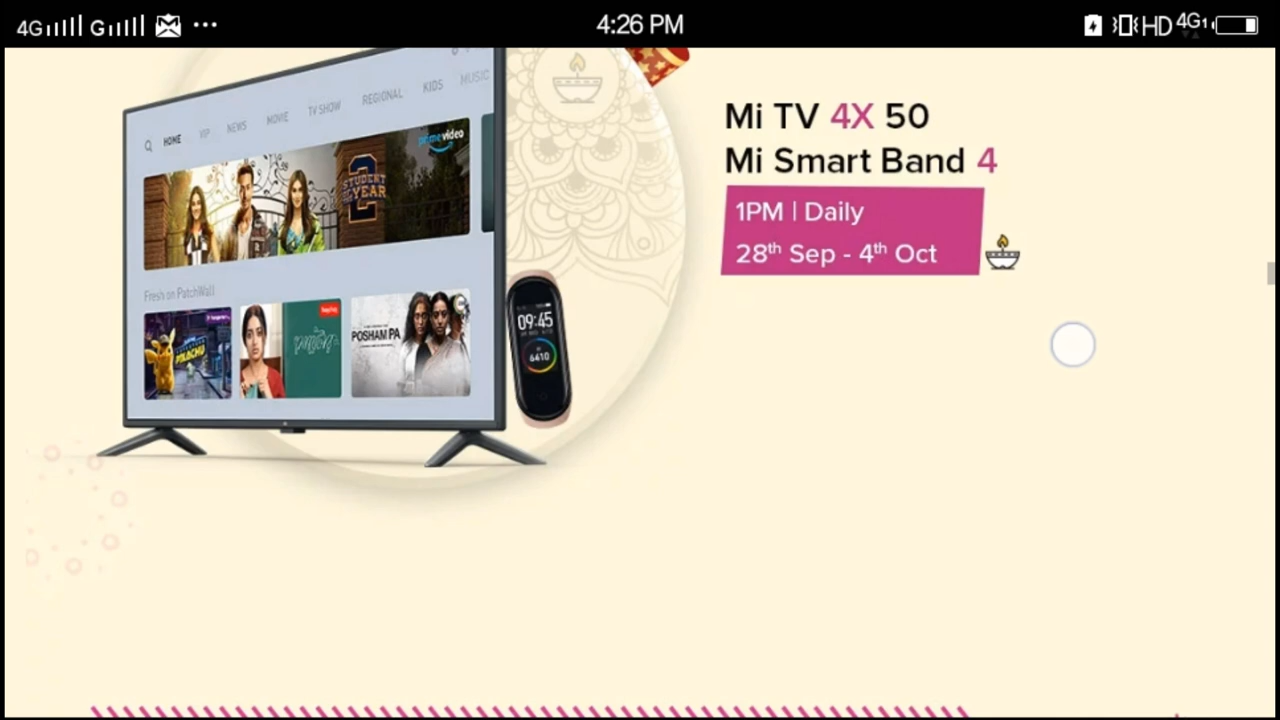 4G G ... 4:26 PM HD 4G 1
HOME VIP NEWS MOVIE TV SHOW REGIONAL KIDS MUSIC
prime video
STUDENT
OF THE
YEAR
2
Fresh on PatchWall
PIKACHU
POSHAM PA
09:45
6410
Mi TV 4X 50
Mi Smart Band 4
1PM | Daily
28th Sep - 4th Oct